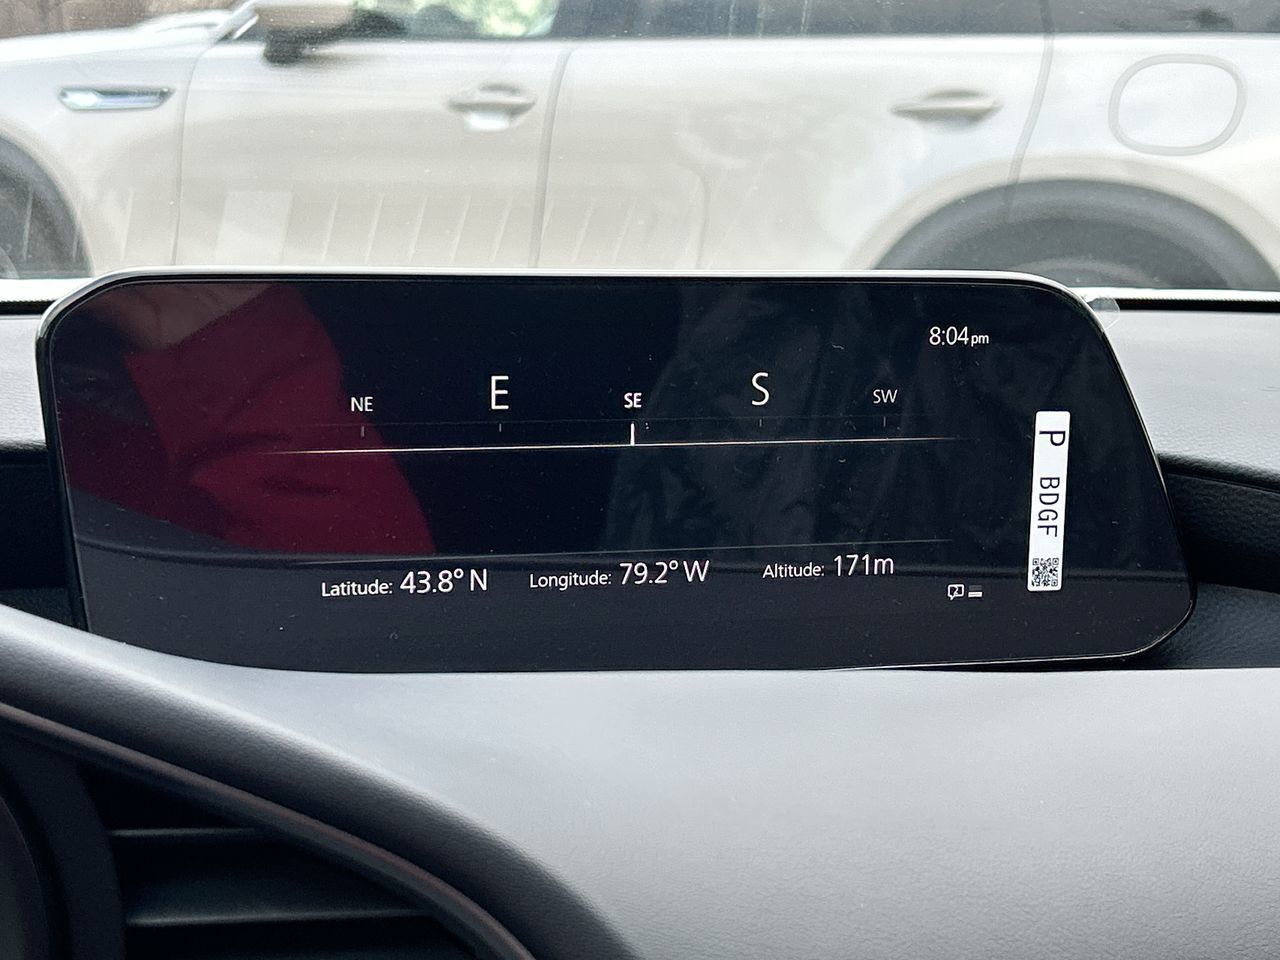 8:04pm
NE E SE S SW
P BDGF
Latitude: 43.8° N Longitude: 79.2° W Altitude: 171m